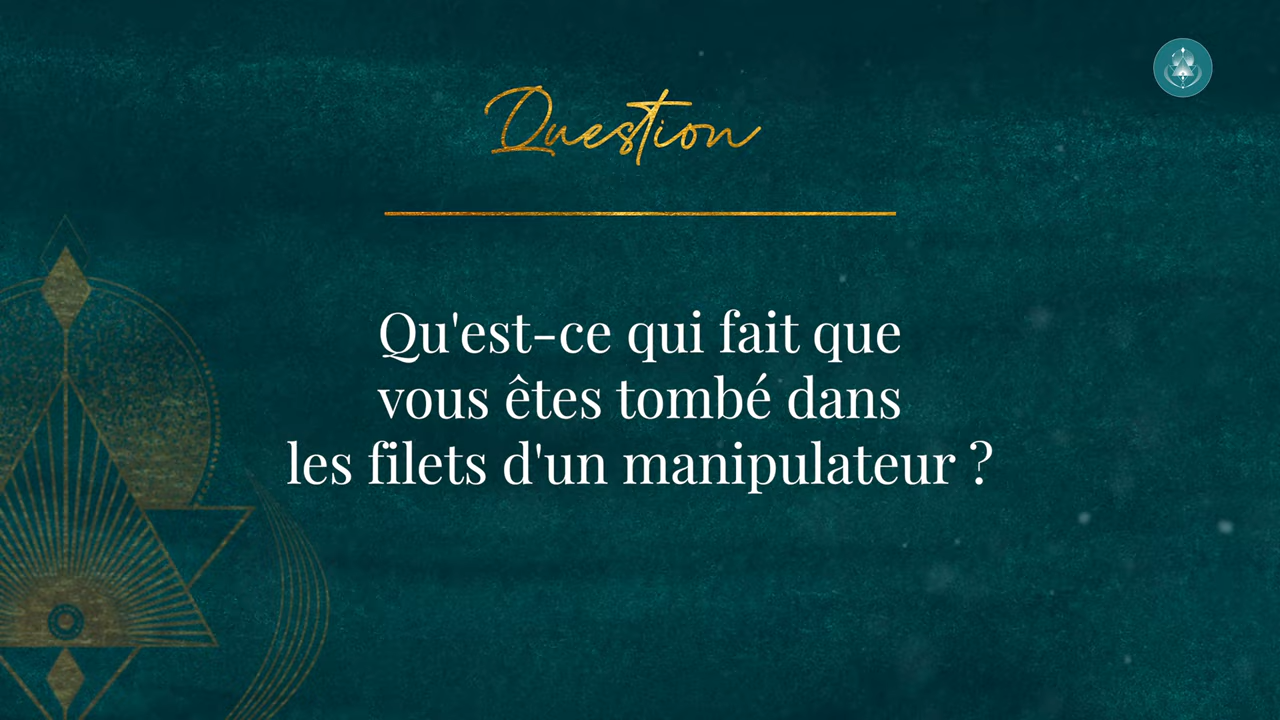 Question
Qu'est-ce qui fait que
vous êtes tombé dans
les filets d'un manipulateur ?